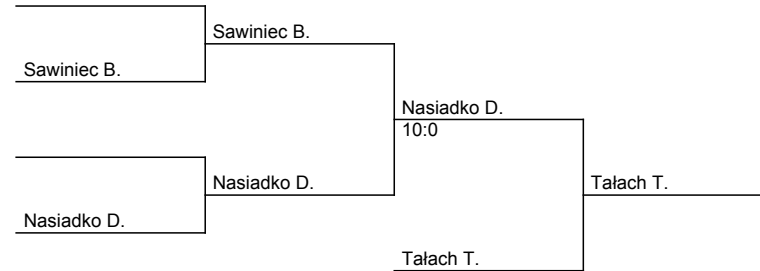 Sawiniec B.
Sawiniec B.
Nasiadko D.
10:0
Nasiadko D.
Tałach T.
Nasiadko D.
Tałach T.